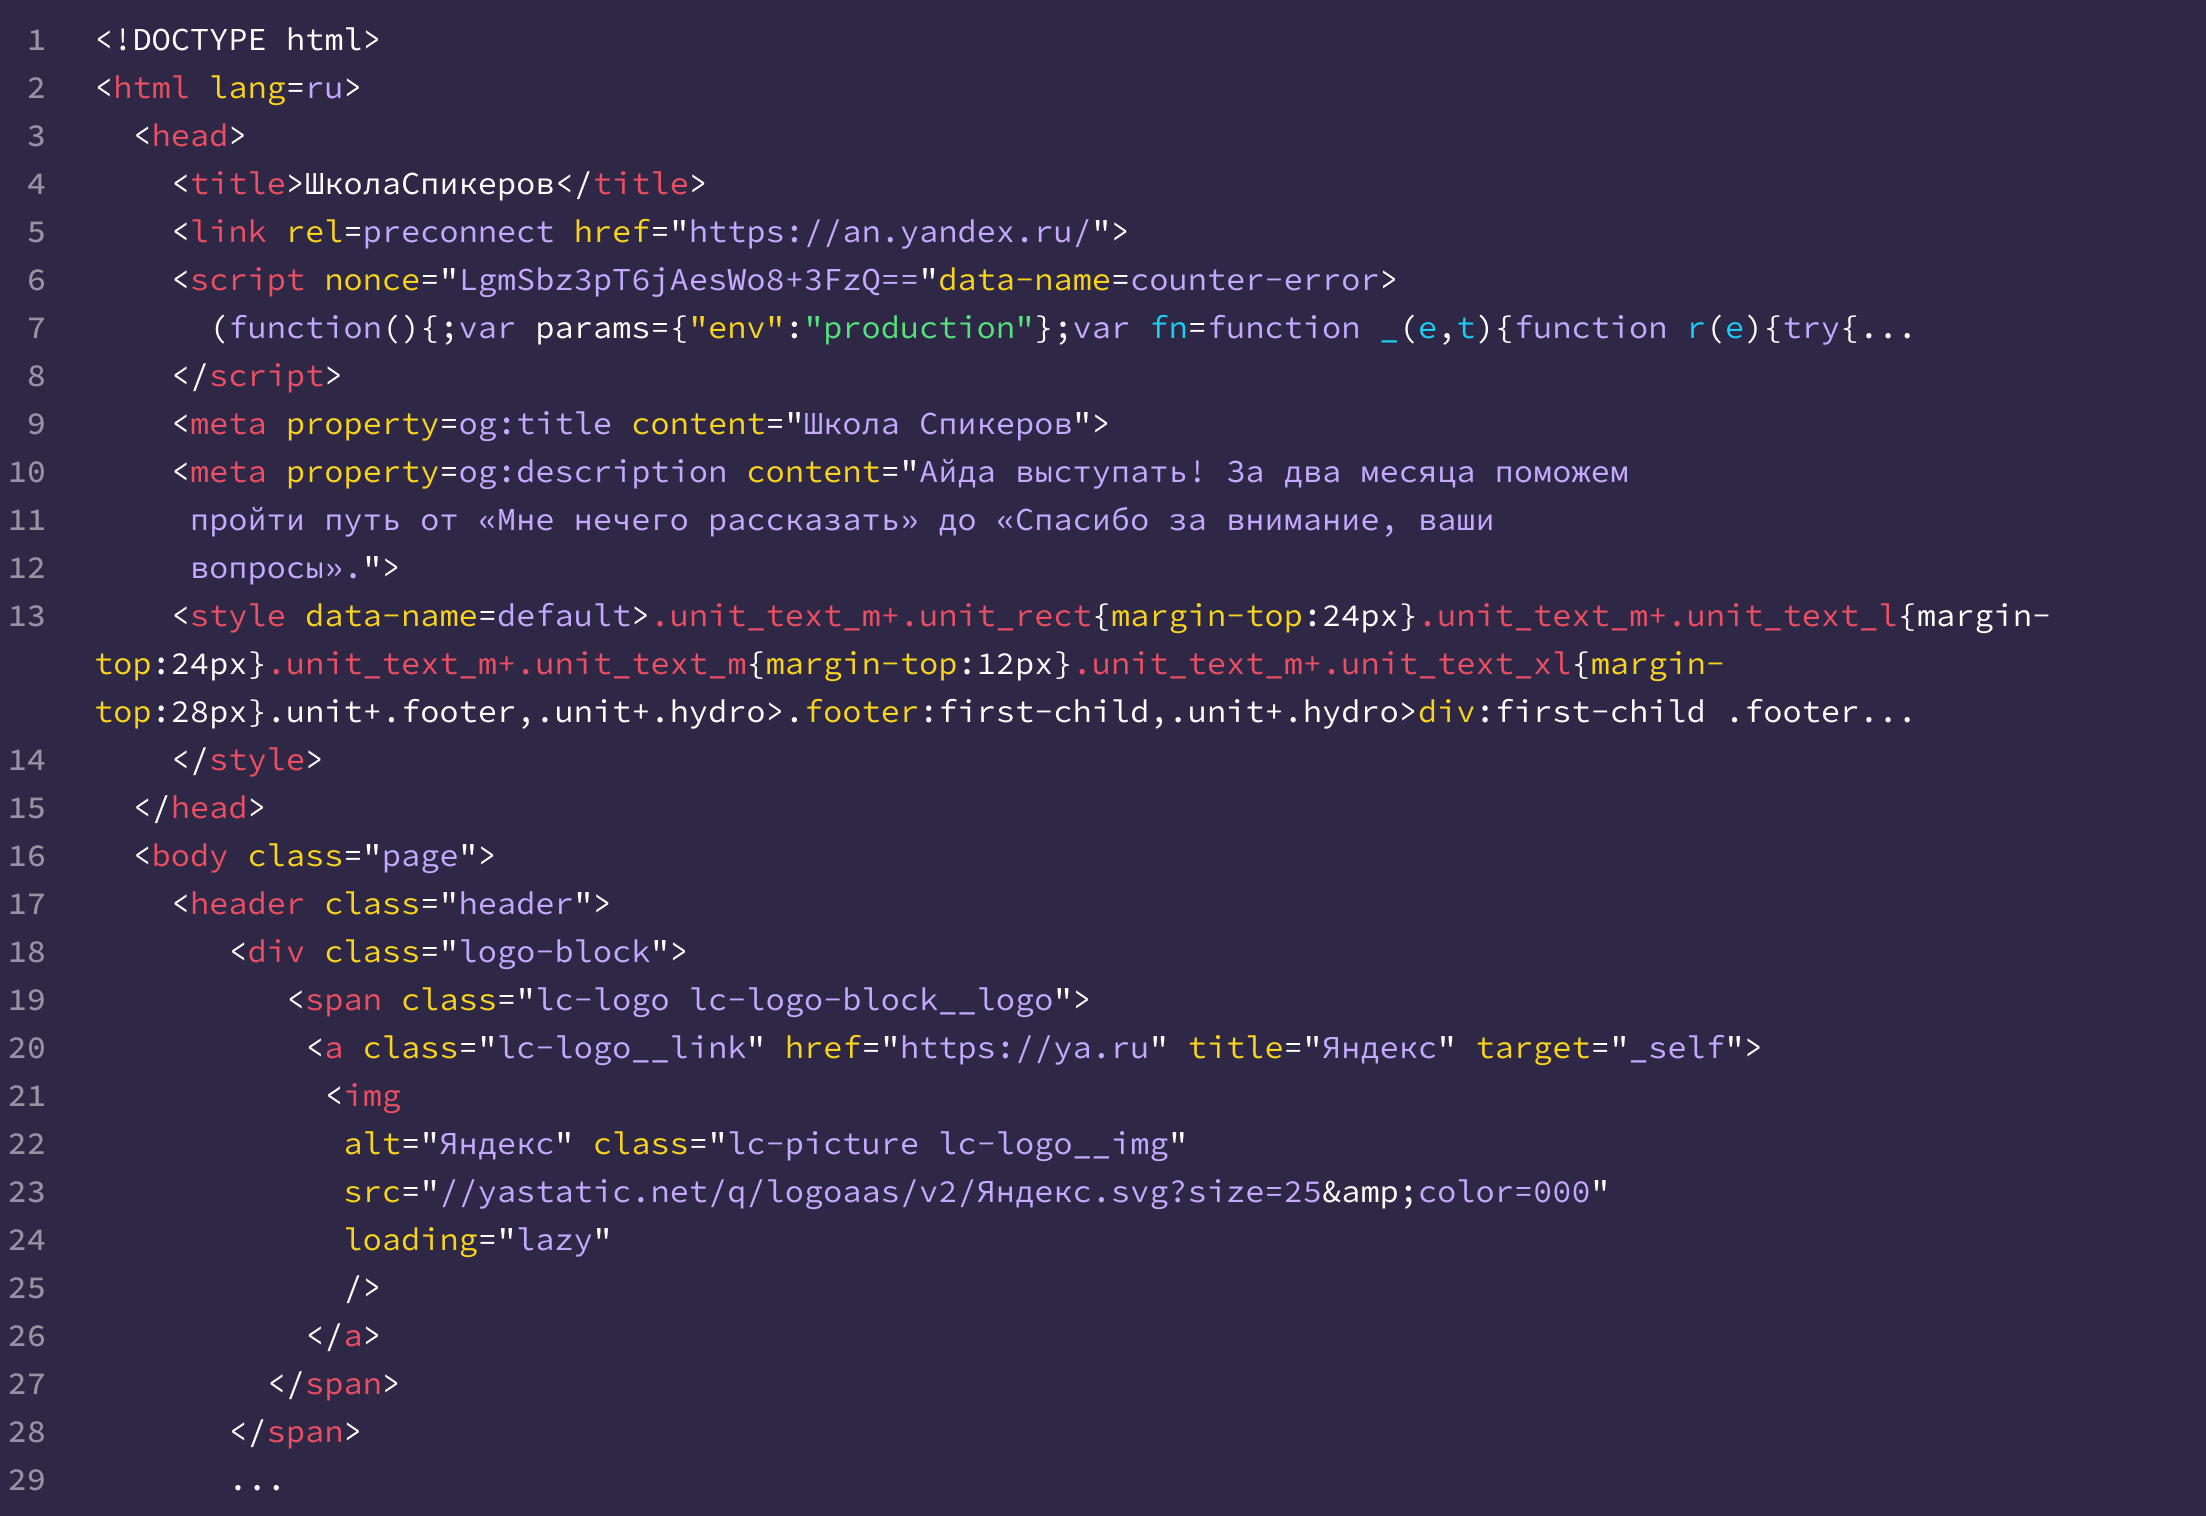 1 <!DOCTYPE html>
2 <html lang=ru>
3 <head>
4 <title>ШколаСпикеров</title>
5 <link rel=preconnect href="https://an.yandex.ru/">
6 <script nonce="LgmSbz3pT6jAesWo8+3FzQ=="data-name=counter-error>
7 (function(){;var params={"env":"production"};var fn=function _(e,t){function r(e){try{...
8 </script>
9 <meta property=og:title content="Школа Спикеров">
10 <meta property=og:description content="Айда выступать! За два месяца поможем
11 пройти путь от «Мне нечего рассказать» до «Спасибо за внимание, ваши
12 вопросы».">
13 <style data-name=default>.unit_text_m+.unit_rect{margin-top:24px}.unit_text_m+.unit_text_l{margin-
top:24px}.unit_text_m+.unit_text_m{margin-top:12px}.unit_text_m+.unit_text_xl{margin-
top:28px}.unit+.footer,.unit+.hydro>.footer:first-child,.unit+.hydro>div:first-child .footer...
14 </style>
15 </head>
16 <body class="page">
17 <header class="header">
18 <div class="logo-block">
19 <span class="lc-logo lc-logo-block__logo">
20 <a class="lc-logo__link" href="https://ya.ru" title="Яндекс" target="_self">
21 <img
22 alt="Яндекс" class="lc-picture lc-logo__img"
23 src="//yastatic.net/q/logoaas/v2/Яндекс.svg?size=25&amp;color=000"
24 loading="lazy"
25 />
26 </a>
27 </span>
28 </span>
29 ...